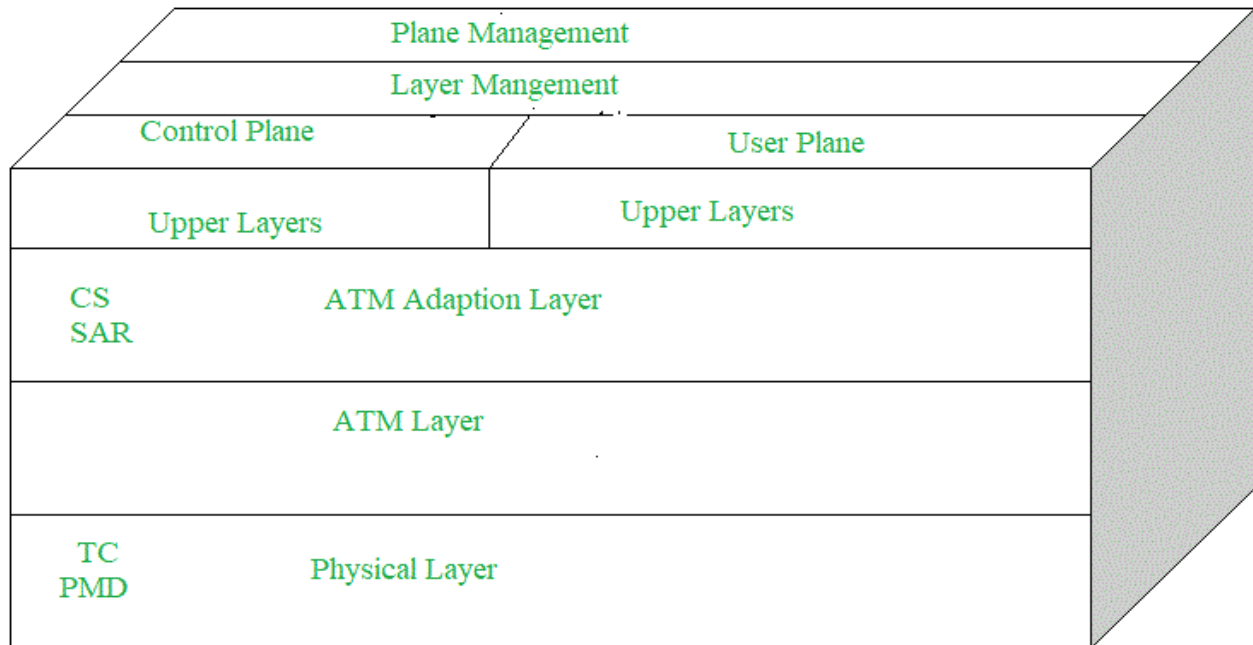 Plane Management
Layer Mangement
Control Plane
User Plane
Upper Layers
Upper Layers
CS
SAR
ATM Adaption Layer
ATM Layer
TC
PMD
Physical Layer